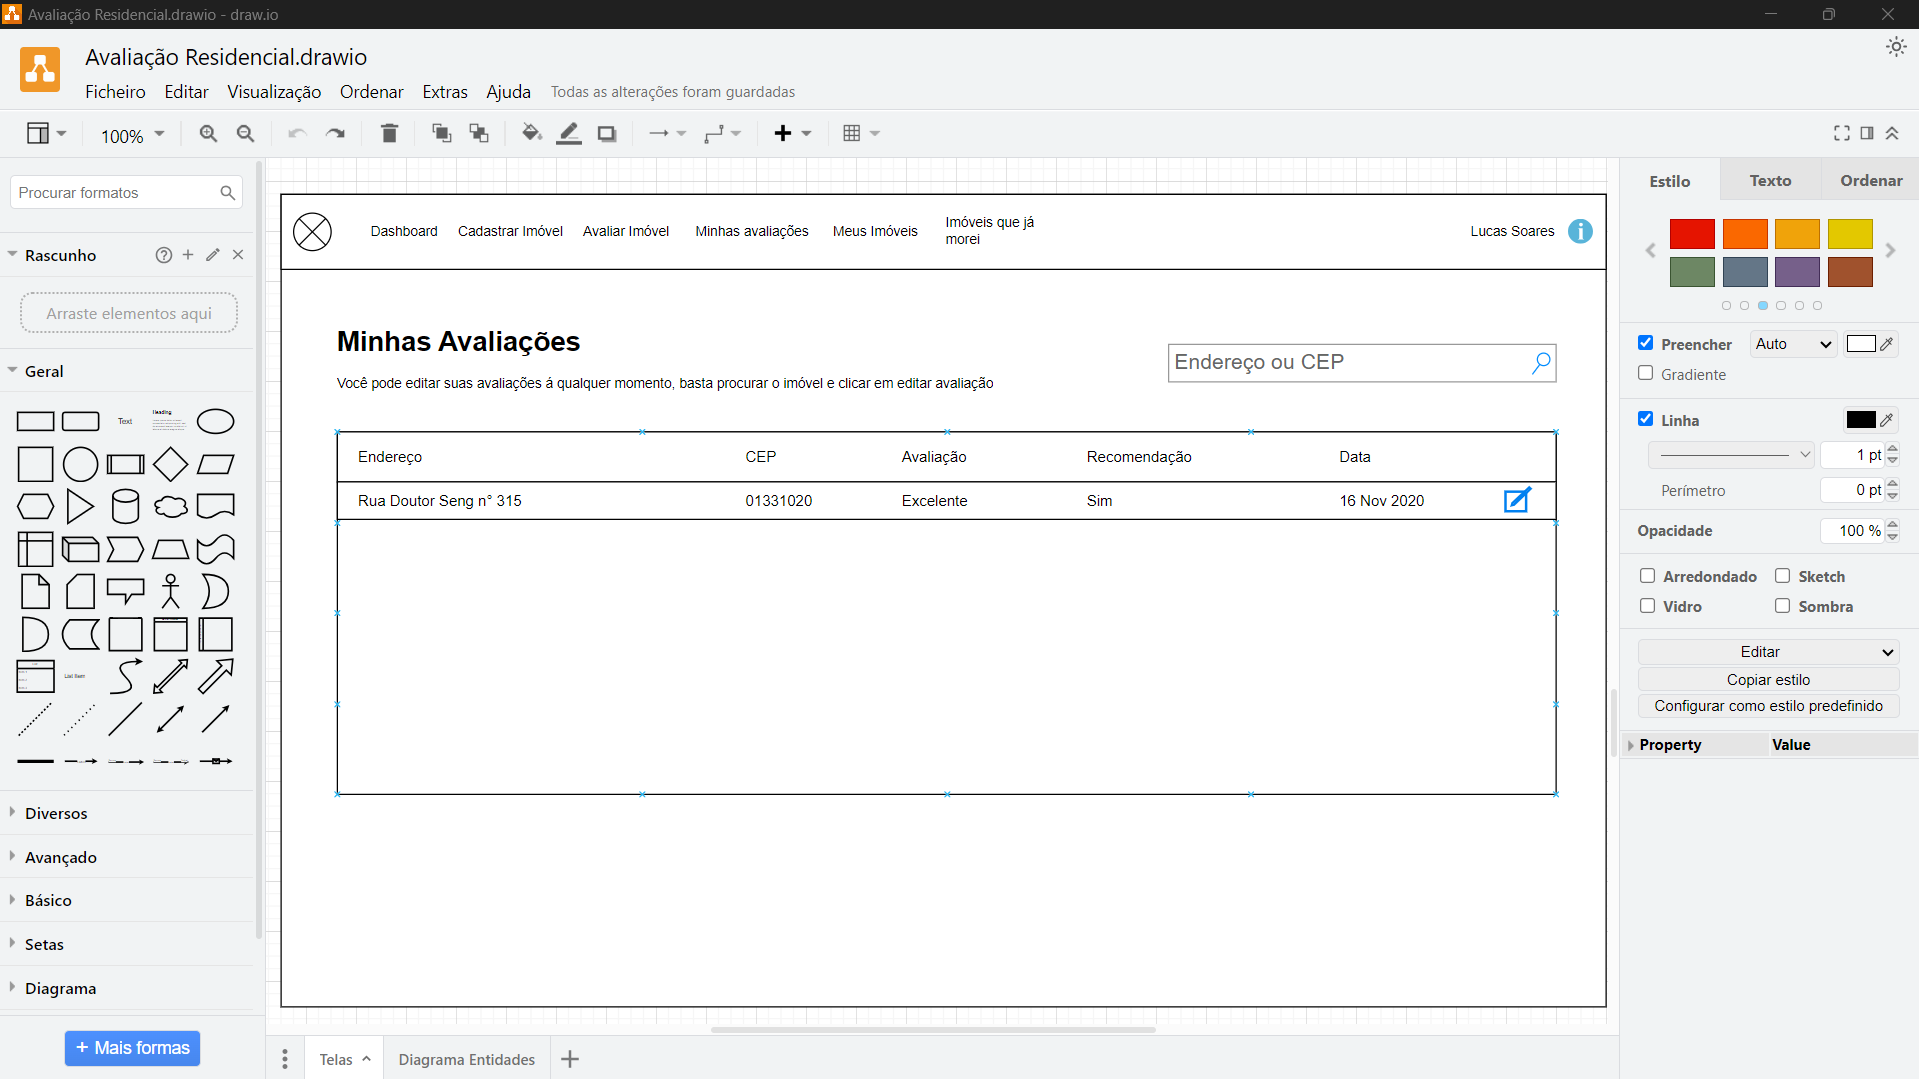 Avaliação Residencial.drawio - draw.io
Avaliação Residencial.drawio
Ficheiro Editar Visualização Ordenar Extras Ajuda Todas as alterações foram guardadas
100%
Procurar formatos
Rascunho
Arraste elementos aqui
Geral
Text
Heading
List Item
Diversos
Avançado
Básico
Setas
Diagrama
+ Mais formas
Dashboard Cadastrar Imóvel Avaliar Imóvel Minhas avaliações Meus Imóveis Imóveis que já
morei
Lucas Soares
Minhas Avaliações
Você pode editar suas avaliações á qualquer momento, basta procurar o imóvel e clicar em editar avaliação
Endereço ou CEP
Endereço CEP Avaliação Recomendação Data
Rua Doutor Seng n° 315 01331020 Excelente Sim 16 Nov 2020
Telas Diagrama Entidades
Estilo Texto Ordenar
Preencher Auto
Gradiente
Linha
1 pt
Perímetro 0 pt
Opacidade 100 %
Arredondado Sketch
Vidro Sombra
Editar
Copiar estilo
Configurar como estilo predefinido
Property Value